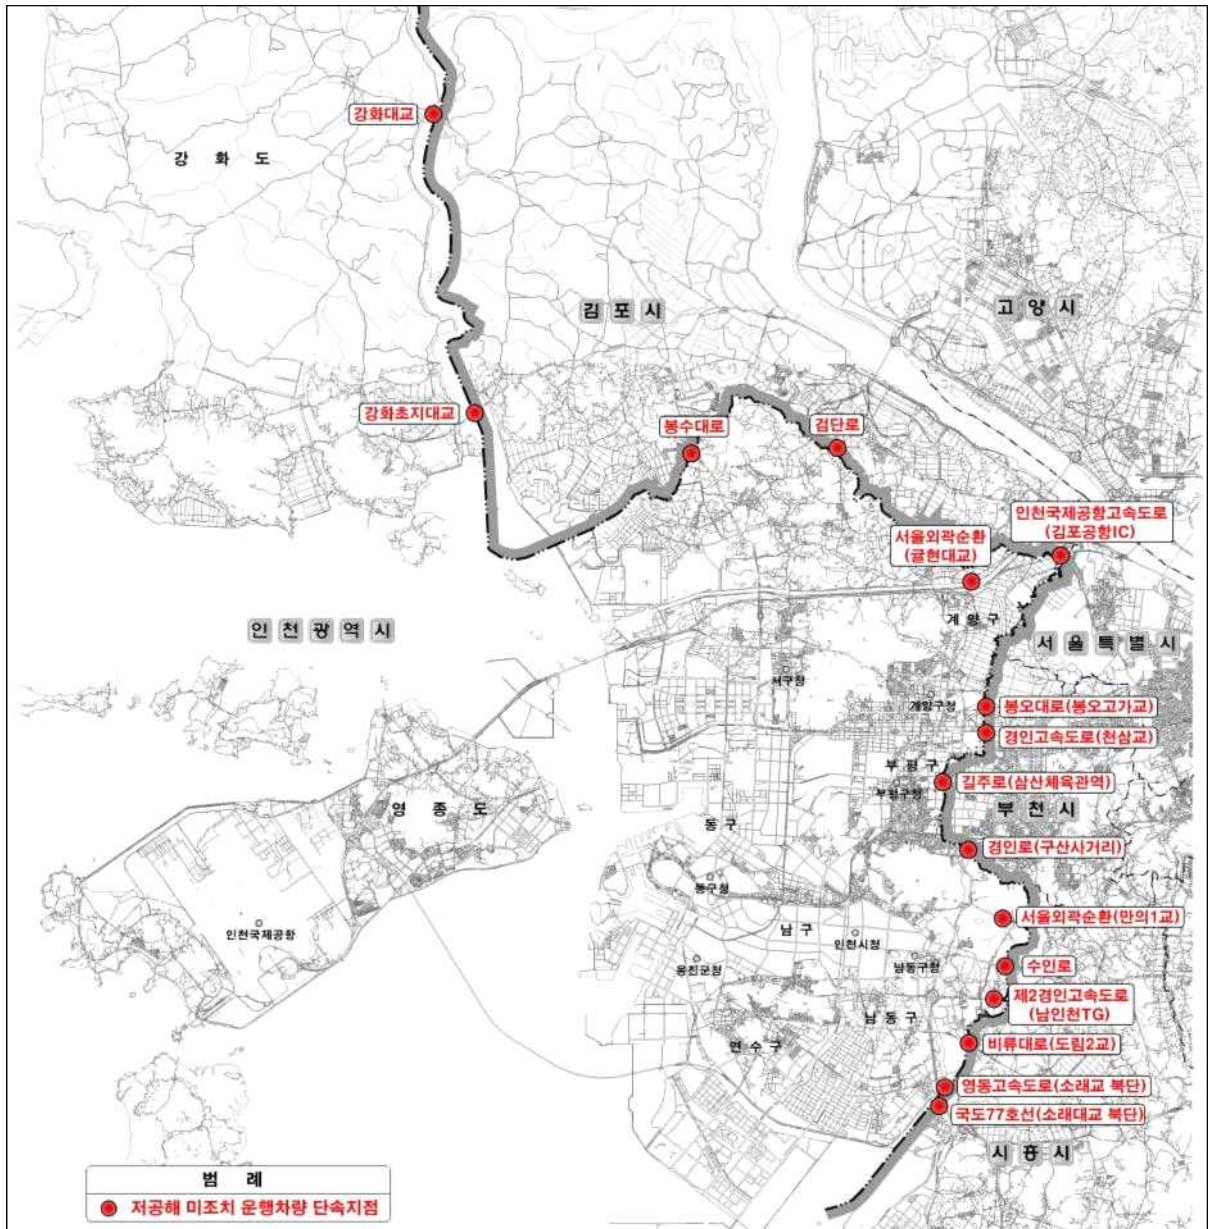 강화대교
강 화 도
김 포 시
고 양 시
강화초지대교
봉수대로
검단로
인천국제공항고속도로
(김포공항IC)
서울외곽순환
(귤현대교)
계 양 구
인 천 광 역 시
서 울 특 별 시
서구청
계양구청
봉오대로(봉오고가교)
경인고속도로(천삼교)
부 평 구
길주로(삼산체육관역)
부평구청
영 종 도
부 천 시
동 구
경인로(구산사거리)
동구청
서울외곽순환(만의1교)
인천국제공항
남 구
인천시청
옹진군청
남동구청
수인로
제2경인고속도로
(남인천TG)
남 동 구
연 수 구
비류대로(도림2교)
영동고속도로(소래교 북단)
국도77호선(소래대교 북단)
시 흥 시
범 례
저공해 미조치 운행차량 단속지점